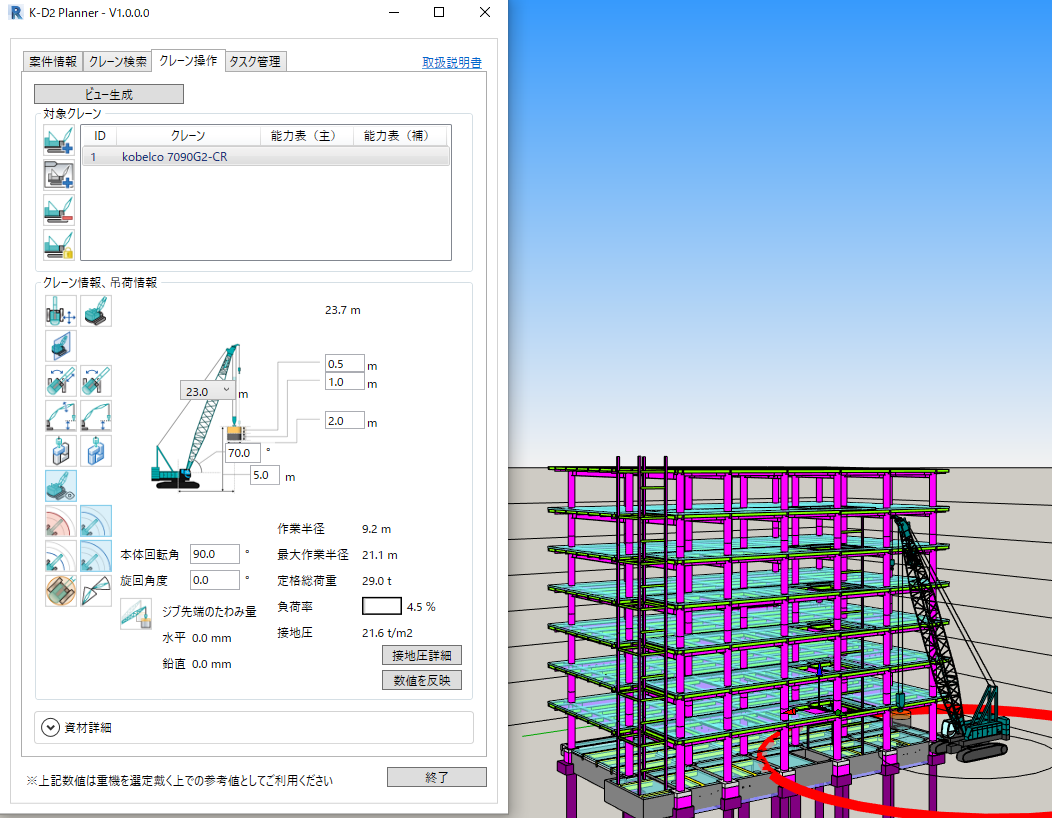 K-D2 Planner - V1.0.0.0
案件情報 クレーン検索 クレーン操作 タスク管理 取扱説明書
ビュー生成
対象クレーン
ID クレーン 能力表（主） 能力表（補）
1 kobelco 7090G2-CR
クレーン情報、吊荷情報
23.7 m
0.5 m
1.0 m
23.0 m
2.0 m
70.0 °
5.0 m
作業半径 9.2 m
本体回転角 90.0 ° 最大作業半径 21.1 m
旋回角度 0.0 ° 定格総荷重 29.0 t
ジブ先端のたわみ量 負荷率 4.5 %
水平 0.0 mm 接地圧 21.6 t/m2
鉛直 0.0 mm 接地圧詳細
数値を反映
資材詳細
※上記数値は重機を選定戴く上での参考値としてご利用ください 終了